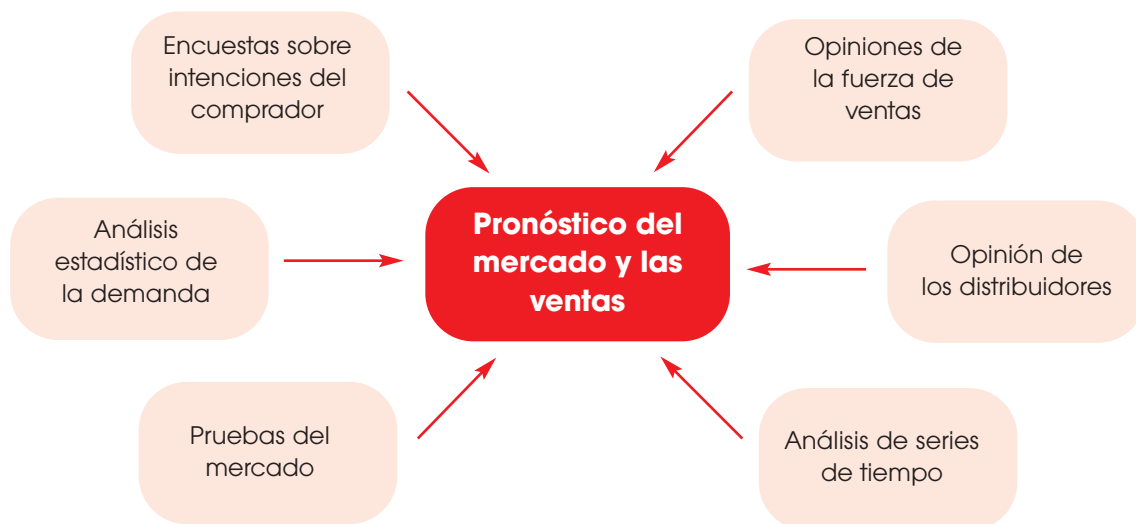 Encuestas sobre
intenciones del
comprador
Opiniones de
la fuerza de
ventas
Análisis
estadístico de
la demanda
Pronóstico del
mercado y las
ventas
Opinión de
los distribuidores
Pruebas del
mercado
Análisis de series
de tiempo